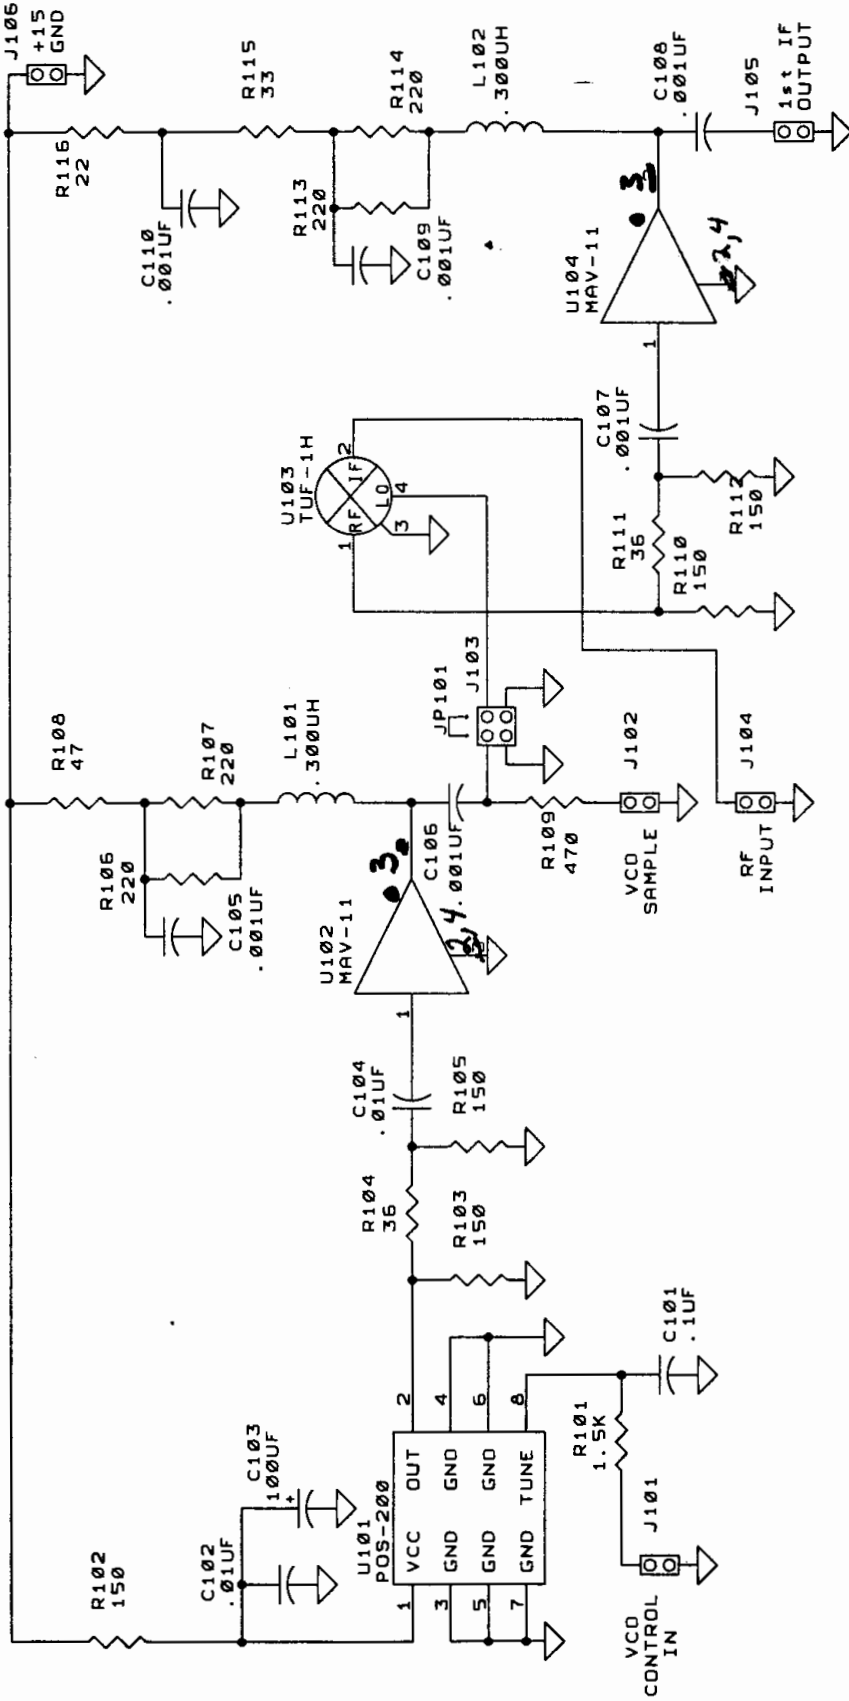 J106
+15
GND
R116
22
C110
.001UF
R115
33
R113
220
R114
220
C109
.001UF
L102
.300UH
C108
.001UF
J105
1st IF
OUTPUT
.3
U104
MAV-11
2,4
1
C107
.001UF
R112
150
R111
36
R110
150
U103
TUF-1H
1
RF
IF
2
LO
4
3
JP101
J103
R108
47
R107
220
R106
220
C105
.001UF
L101
.300UH
C106
.001UF
R109
470
J102
VCO
SAMPLE
J104
RF
INPUT
.3
U102
MAV-11
2,4
1
C104
.01UF
R105
150
R104
36
R103
150
R102
150
C102
.01UF
C103
100UF
+
U101
POS-200
1 VCC OUT 2
3 GND GND 4
5 GND GND 6
7 GND TUNE 8
R101
1.5K
C101
.1UF
J101
VCO
CONTROL
IN